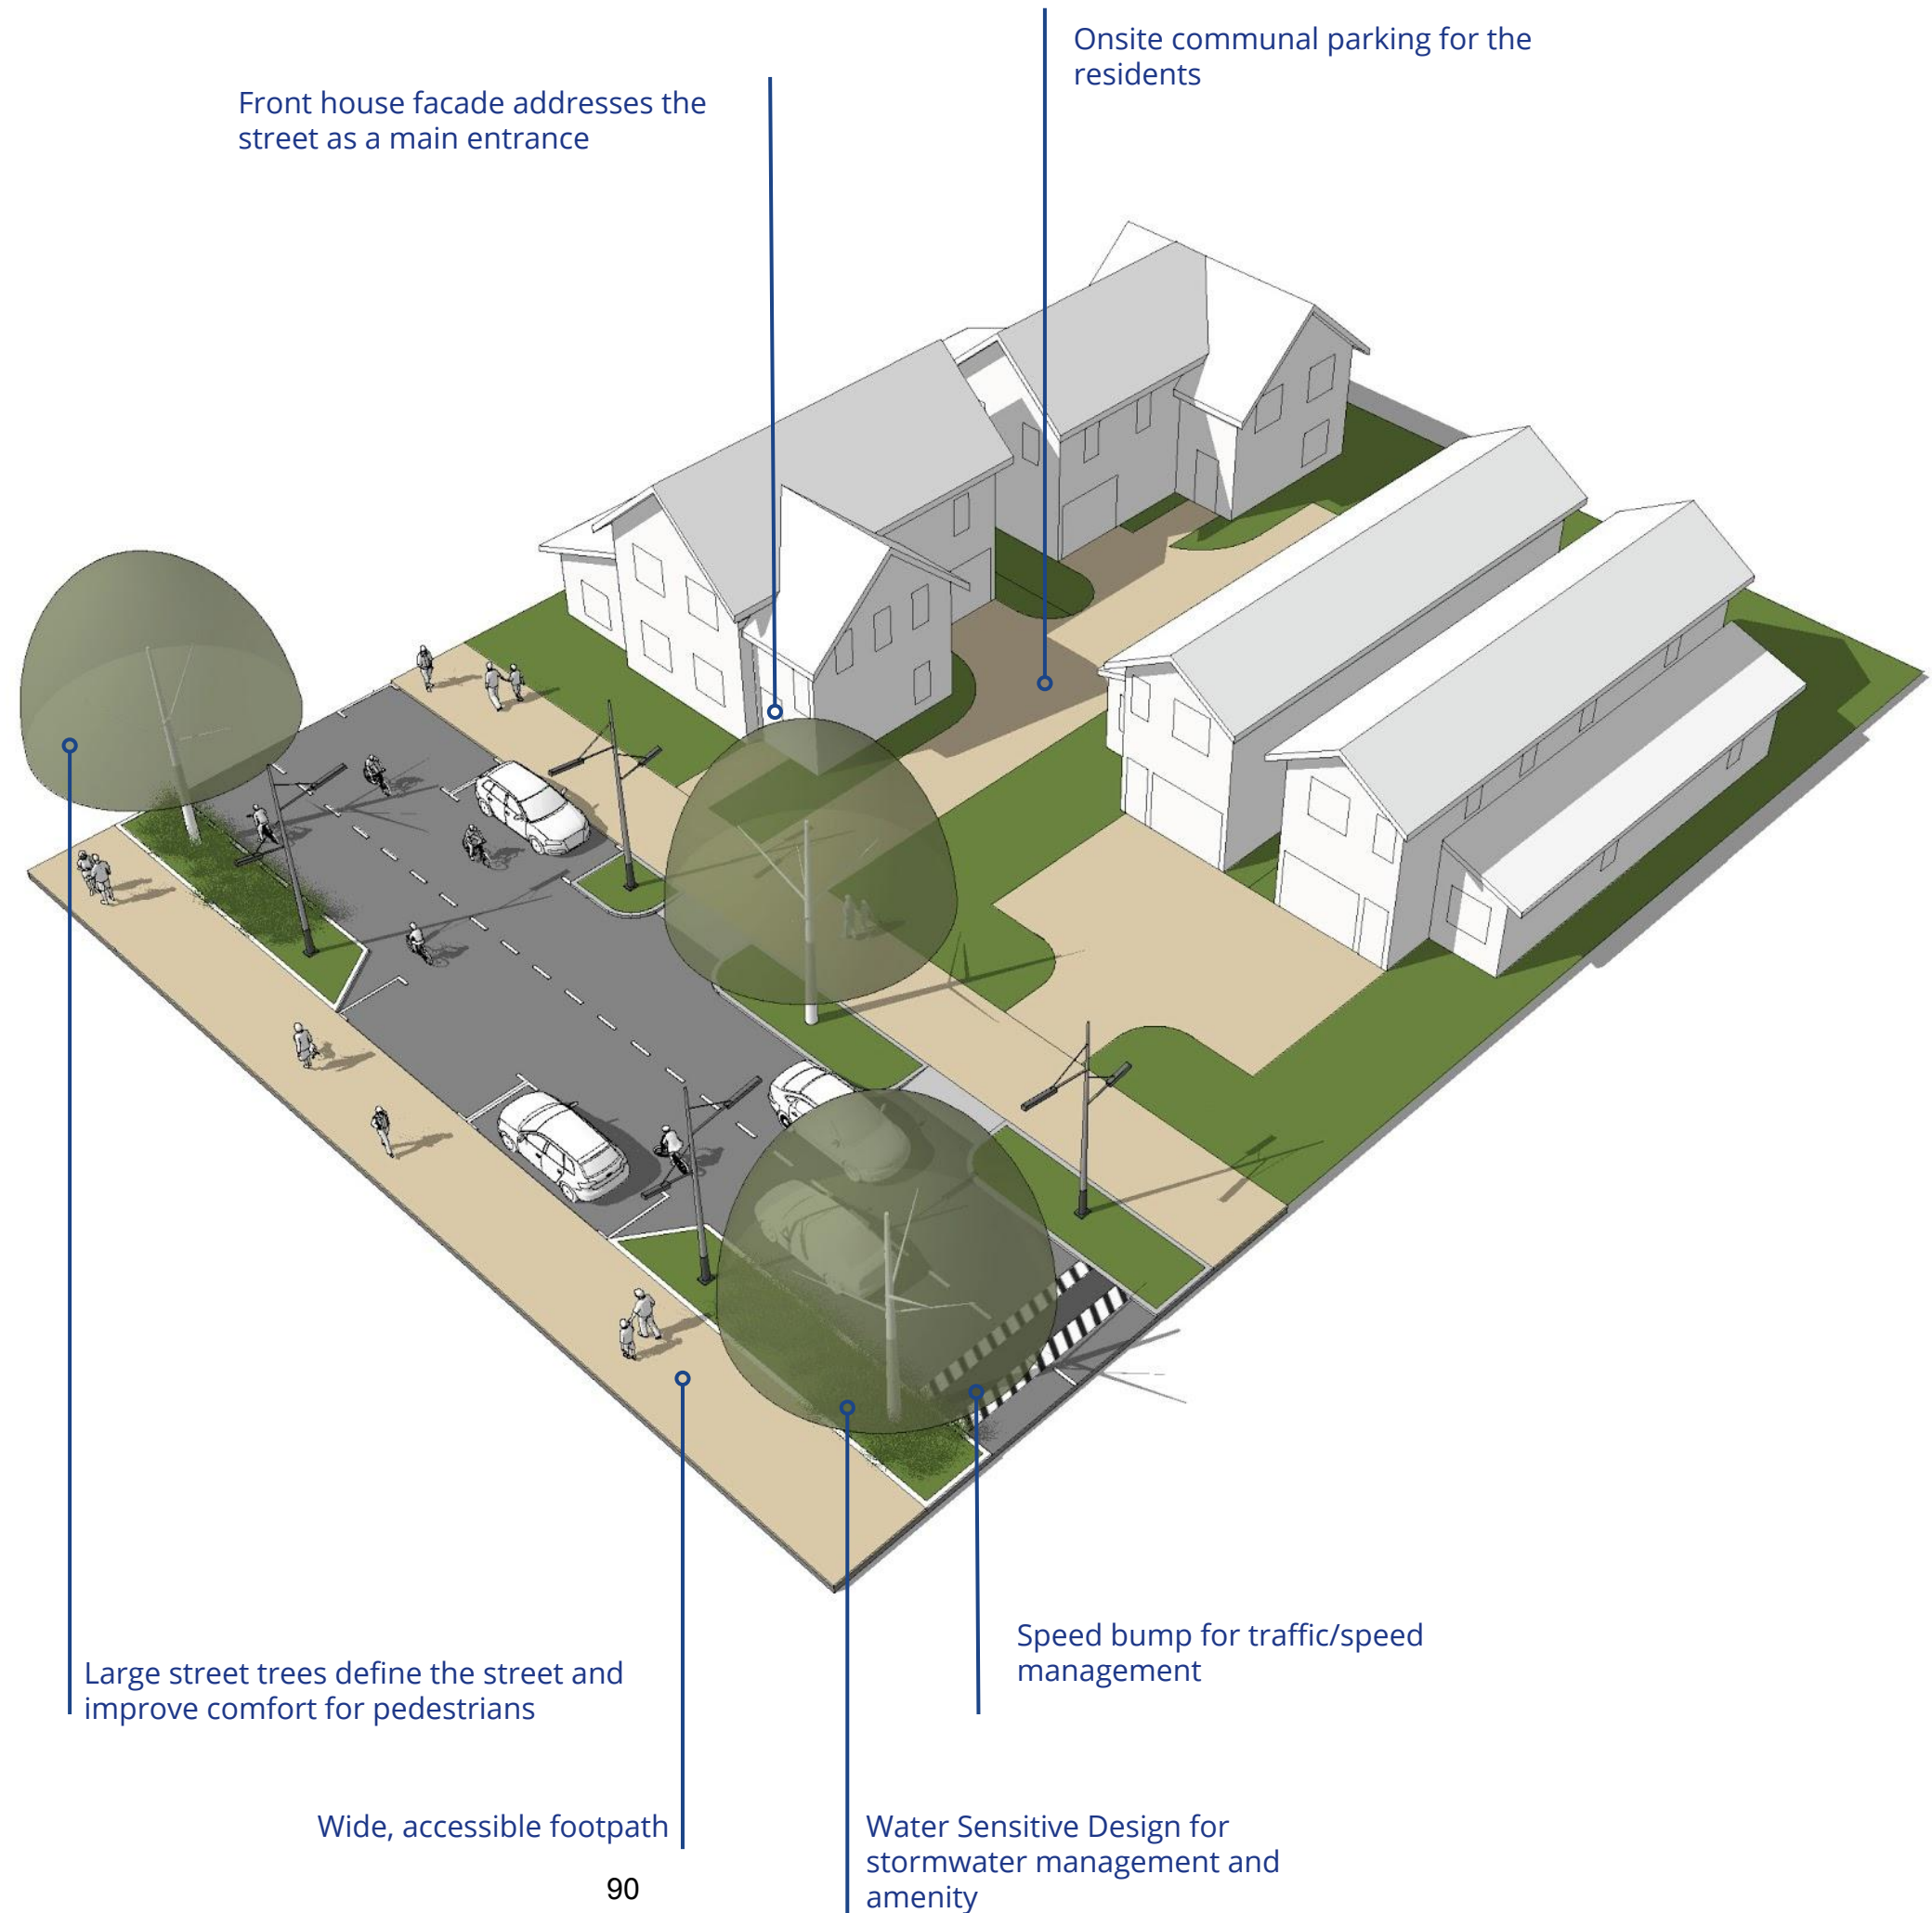 Onsite communal parking for the
residents
Front house facade addresses the
street as a main entrance
Speed bump for traffic/speed
management
Large street trees define the street and
improve comfort for pedestrians
Wide, accessible footpath
Water Sensitive Design for
stormwater management and
amenity
90